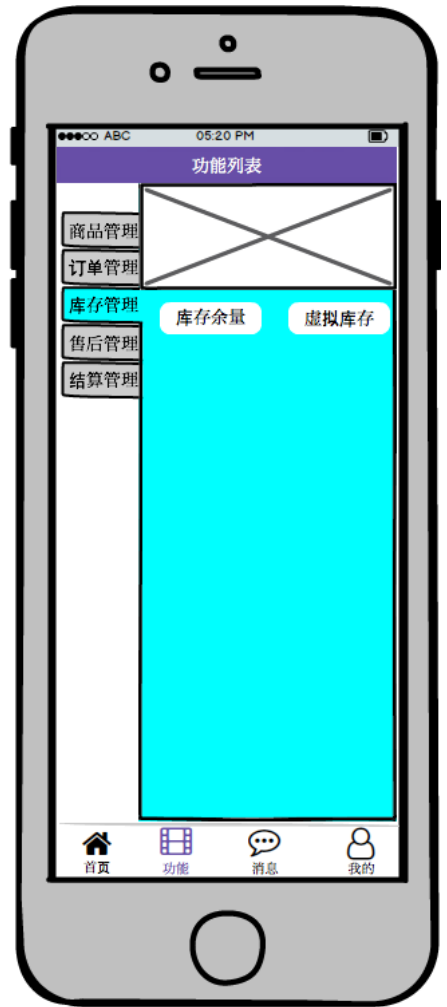 ABC 05:20 PM
功能列表
商品管理
订单管理
库存管理
售后管理
结算管理
库存余量 虚拟库存
首页 功能 消息 我的